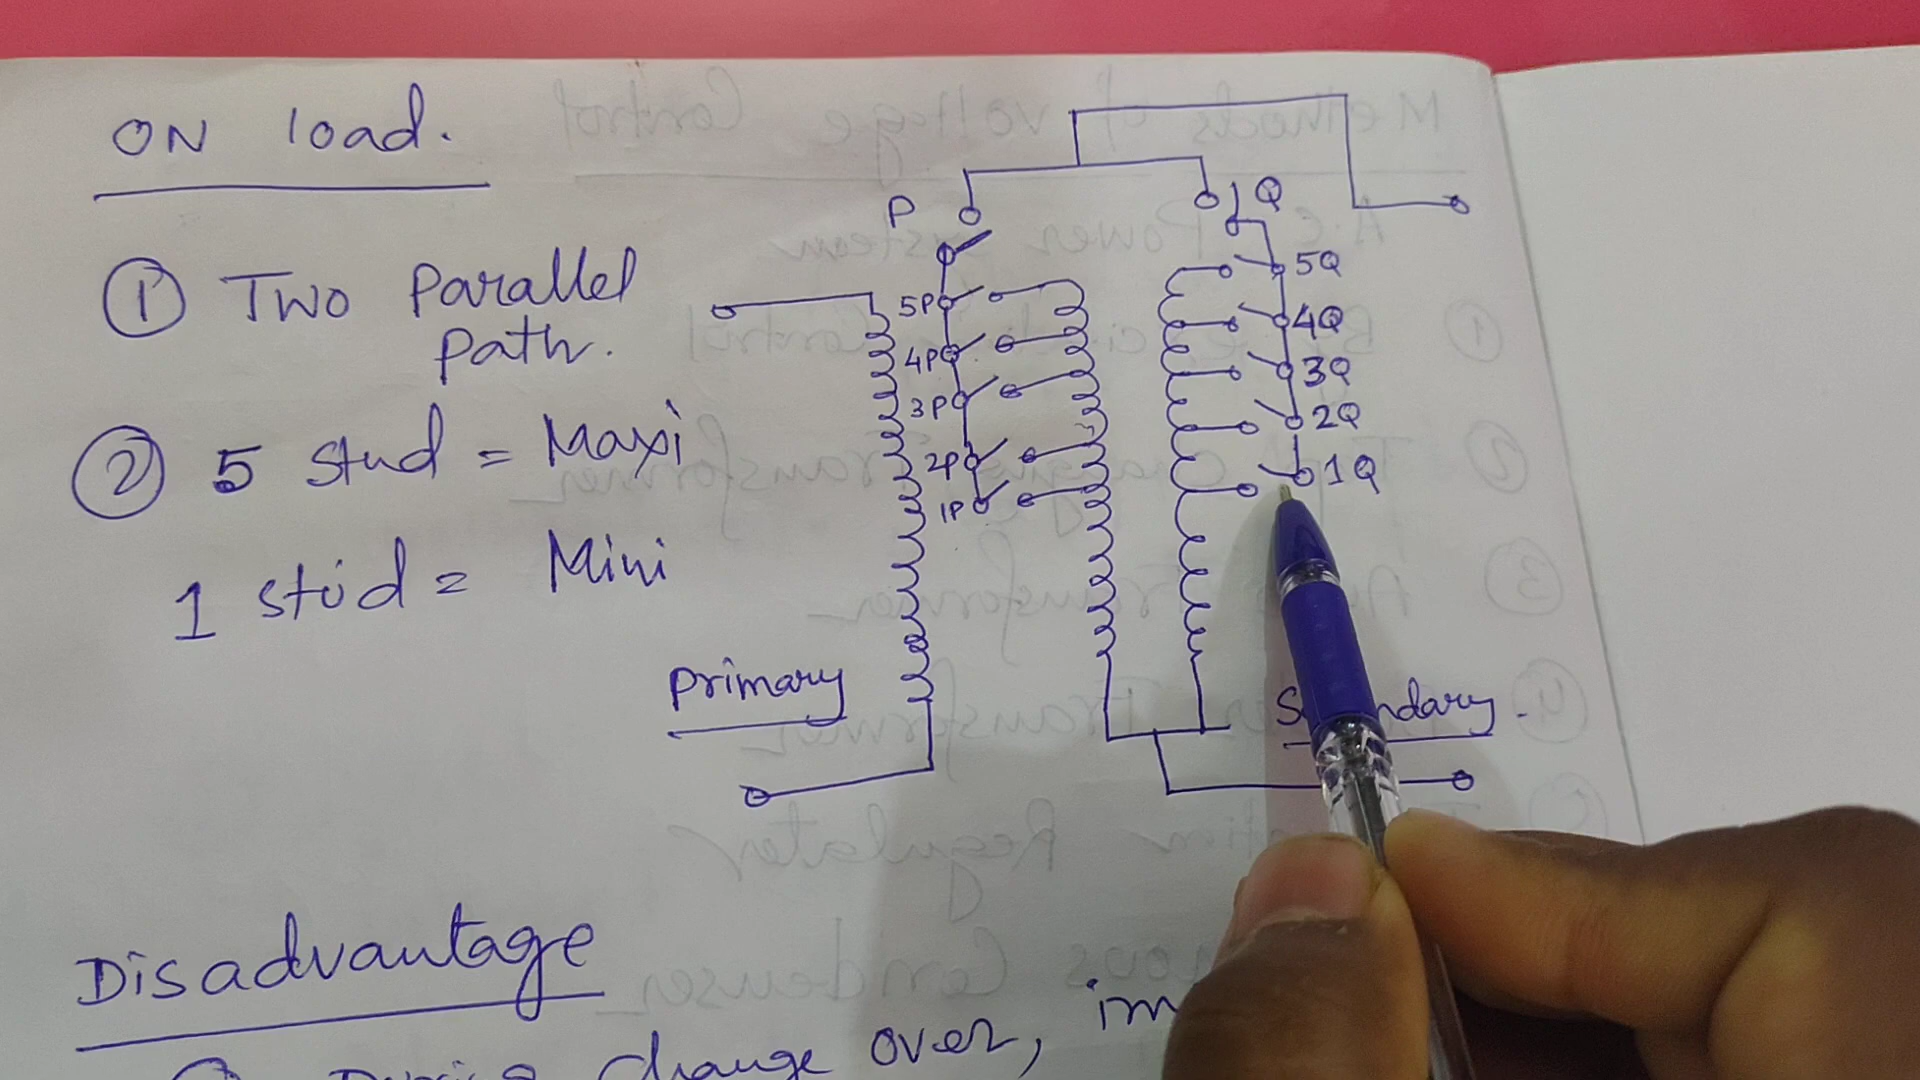 ON load.
① Two Parallel
Path.
② 5 stud = Maxi
1 stud = Mini
P
Q
5P
4P
3P
2P
1P
5Q
4Q
3Q
2Q
1Q
Primary
Disadvantage
change over,